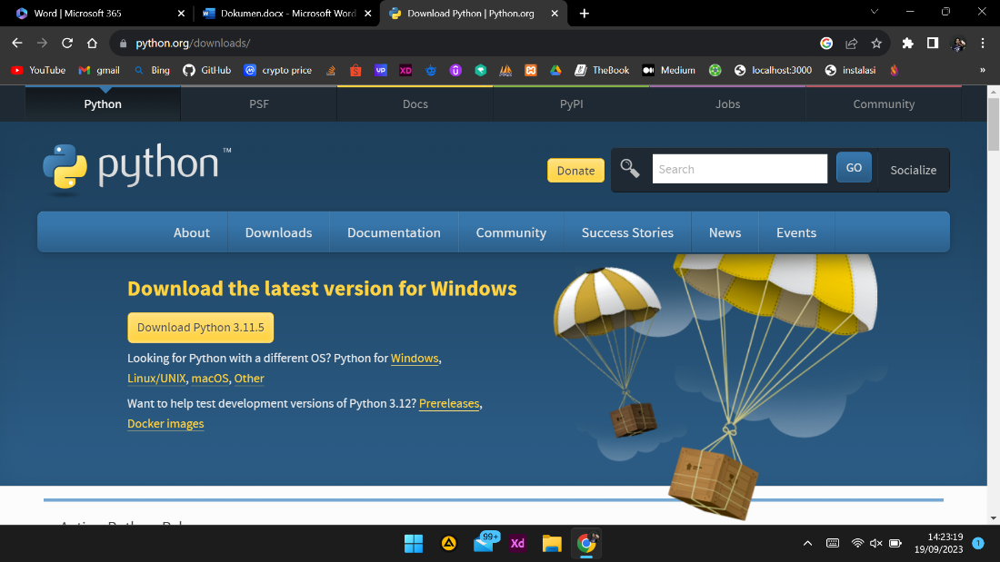 Word | Microsoft 365
Dokumen.docx - Microsoft Word
Download Python | Python.org
python.org/downloads/
YouTube
gmail
Bing
GitHub
crypto price
UP
XD
TheBook
Medium
localhost:3000
instalasi
»
Python
PSF
Docs
PyPI
Jobs
Community
python™
Donate
Search
GO
Socialize
About
Downloads
Documentation
Community
Success Stories
News
Events
Download the latest version for Windows
Download Python 3.11.5
Looking for Python with a different OS? Python for Windows,
Linux/UNIX, macOS, Other
Want to help test development versions of Python 3.12? Prereleases,
Docker images
99+
Xd
14:23:19
19/09/2023
1